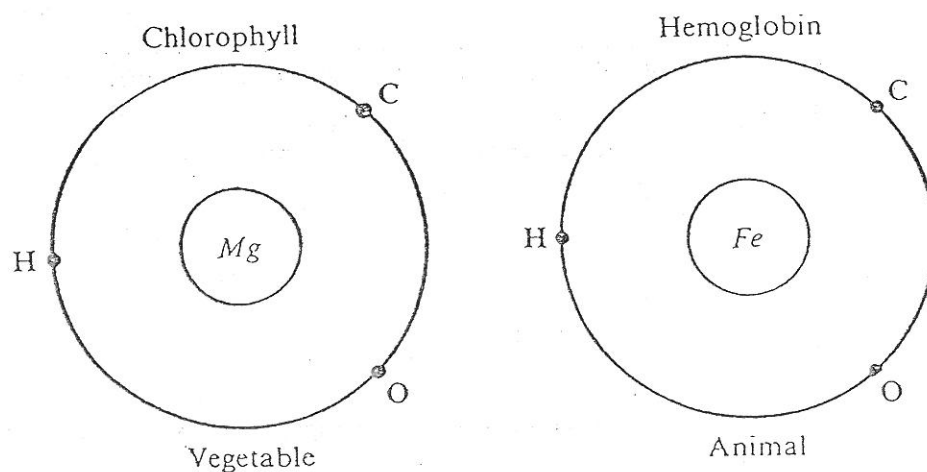 Chlorophyll
C
H
Mg
O
Vegetable
Hemoglobin
C
H
Fe
O
Animal